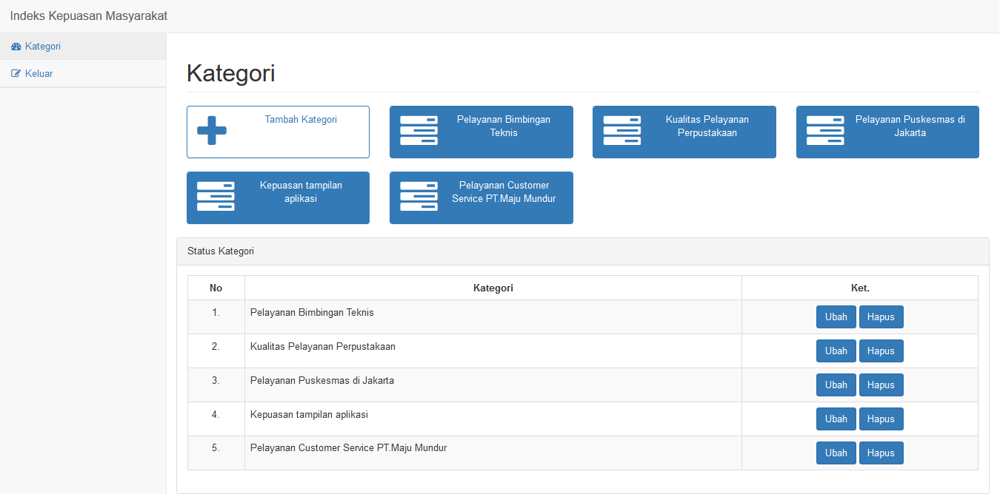 Indeks Kepuasan Masyarakat
Kategori
Keluar
Kategori
Tambah Kategori
Pelayanan Bimbingan
Teknis
Kualitas Pelayanan
Perpustakaan
Pelayanan Puskesmas di
Jakarta
Kepuasan tampilan
aplikasi
Pelayanan Customer
Service PT.Maju Mundur
Status Kategori
No Kategori Ket.
1. Pelayanan Bimbingan Teknis Ubah Hapus
2. Kualitas Pelayanan Perpustakaan Ubah Hapus
3. Pelayanan Puskesmas di Jakarta Ubah Hapus
4. Kepuasan tampilan aplikasi Ubah Hapus
5. Pelayanan Customer Service PT.Maju Mundur Ubah Hapus